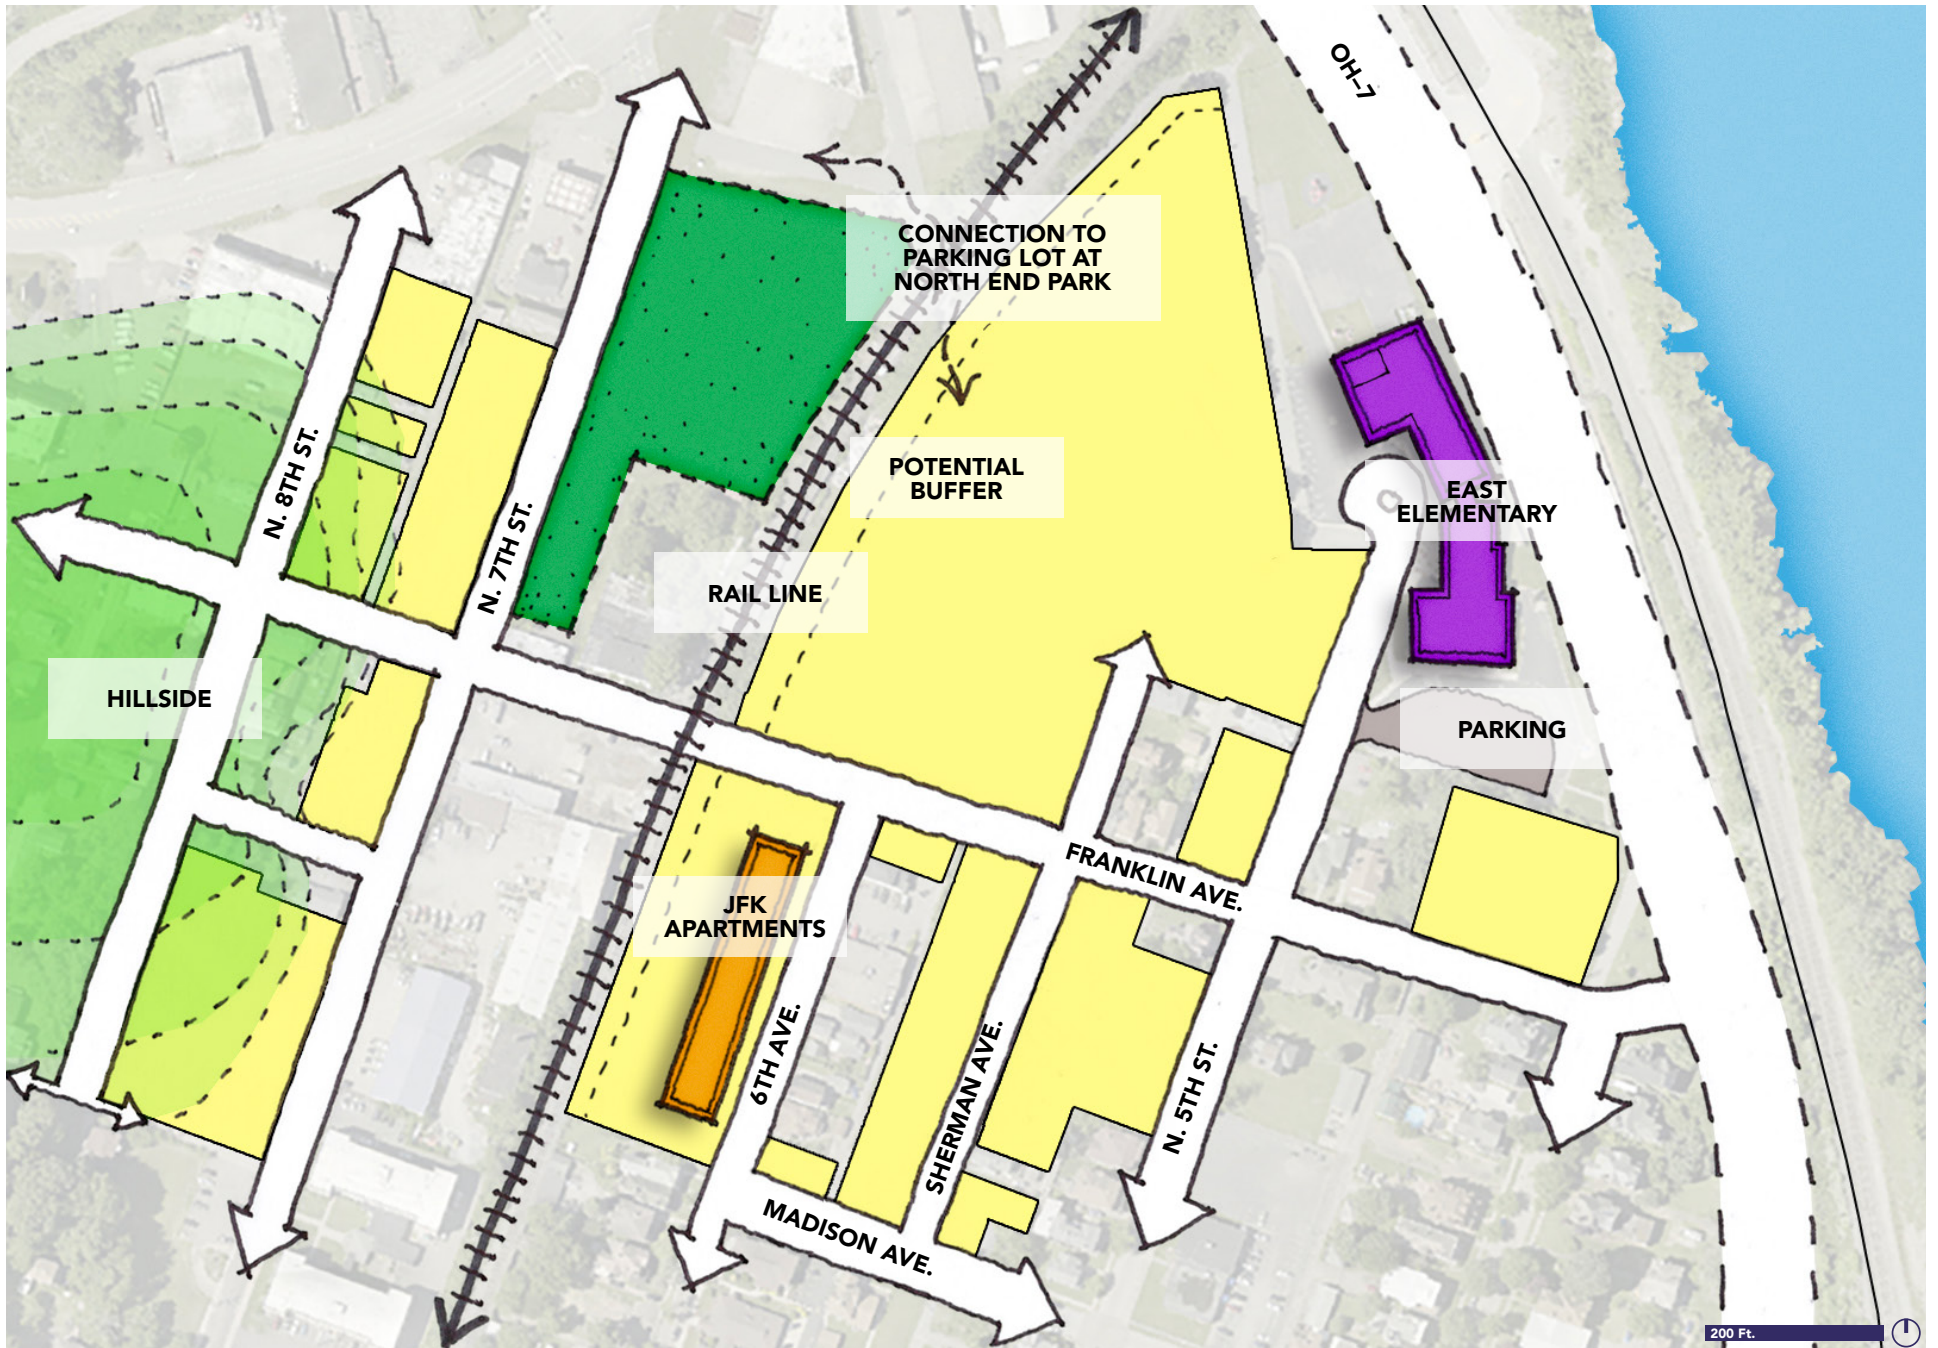 OH-7
CONNECTION TO
PARKING LOT AT
NORTH END PARK
N. 8TH ST.
N. 7TH ST.
POTENTIAL
BUFFER
EAST
ELEMENTARY
RAIL LINE
HILLSIDE
PARKING
FRANKLIN AVE.
JFK
APARTMENTS
6TH AVE.
SHERMAN AVE.
N. 5TH ST.
MADISON AVE.
200 Ft.